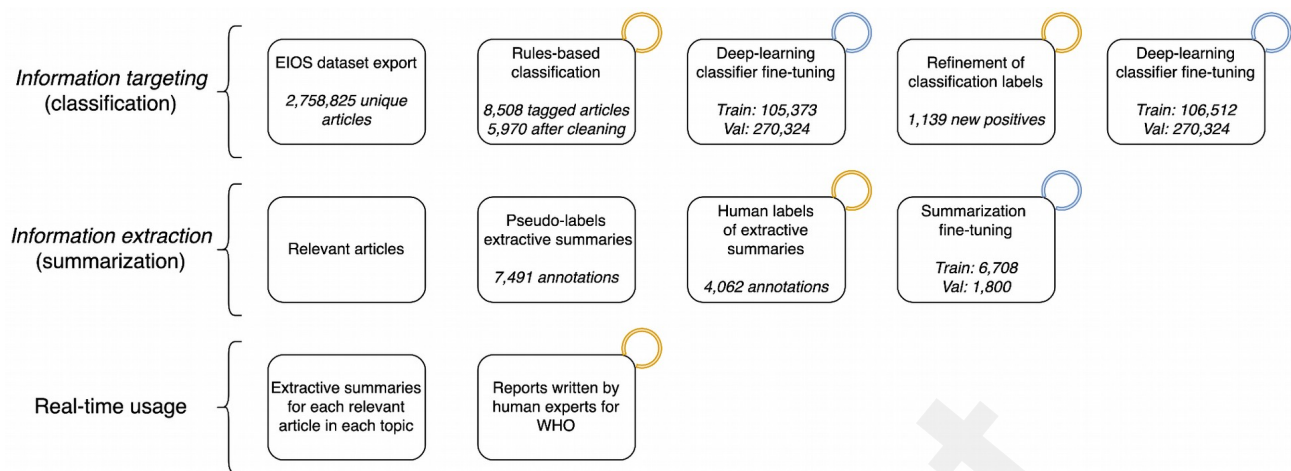 Information targeting
(classification)
EIOS dataset export
2,758,825 unique
articles
Rules-based
classification
8,508 tagged articles
5,970 after cleaning
Deep-learning
classifier fine-tuning
Train: 105,373
Val: 270,324
Refinement of
classification labels
1,139 new positives
Deep-learning
classifier fine-tuning
Train: 106,512
Val: 270,324
Information extraction
(summarization)
Relevant articles
Pseudo-labels
extractive summaries
7,491 annotations
Human labels
of extractive
summaries
4,062 annotations
Summarization
fine-tuning
Train: 6,708
Val: 1,800
Real-time usage
Extractive summaries
for each relevant
article in each topic
Reports written by
human experts for
WHO